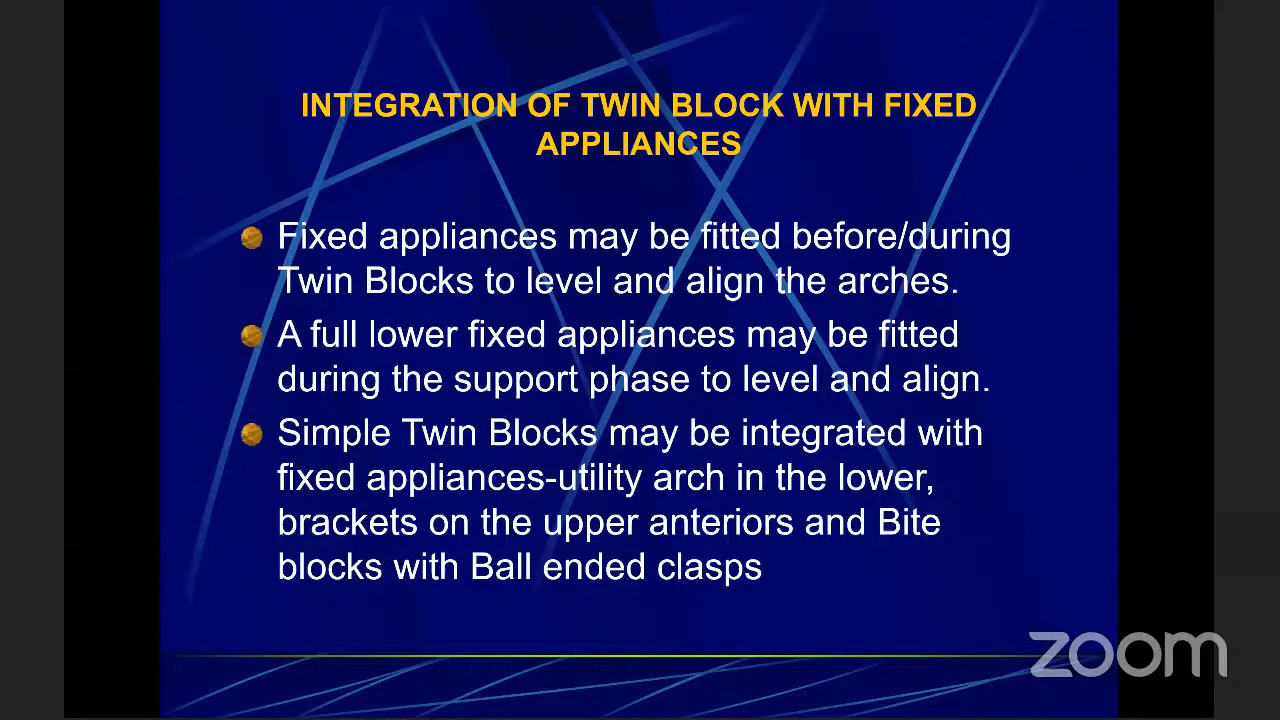 INTEGRATION OF TWIN BLOCK WITH FIXED
APPLIANCES
Fixed appliances may be fitted before/during
Twin Blocks to level and align the arches.
A full lower fixed appliances may be fitted
during the support phase to level and align.
Simple Twin Blocks may be integrated with
fixed appliances-utility arch in the lower,
brackets on the upper anteriors and Bite
blocks with Ball ended clasps
zoom